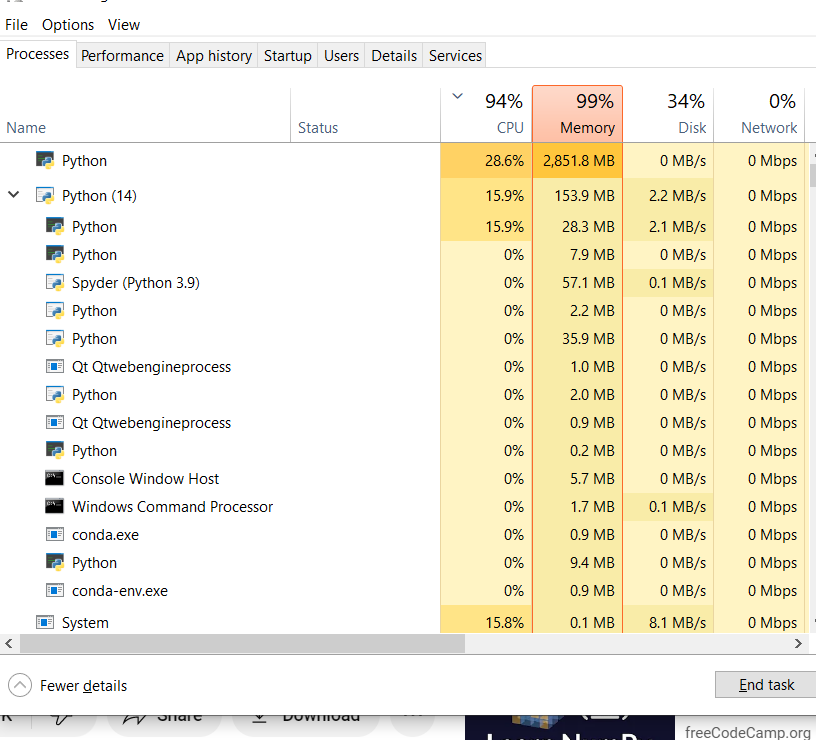 File Options View
Processes Performance App history Startup Users Details Services
94% 99% 34% 0%
Name Status CPU Memory Disk Network
Python 28.6% 2,851.8 MB 0 MB/s 0 Mbps
Python (14) 15.9% 153.9 MB 2.2 MB/s 0 Mbps
Python 15.9% 28.3 MB 2.1 MB/s 0 Mbps
Python 0% 7.9 MB 0 MB/s 0 Mbps
Spyder (Python 3.9) 0% 57.1 MB 0.1 MB/s 0 Mbps
Python 0% 2.2 MB 0 MB/s 0 Mbps
Python 0% 35.9 MB 0 MB/s 0 Mbps
Qt Qtwebengineprocess 0% 1.0 MB 0 MB/s 0 Mbps
Python 0% 2.0 MB 0 MB/s 0 Mbps
Qt Qtwebengineprocess 0% 0.9 MB 0 MB/s 0 Mbps
Python 0% 0.2 MB 0 MB/s 0 Mbps
Console Window Host 0% 5.7 MB 0 MB/s 0 Mbps
Windows Command Processor 0% 1.7 MB 0.1 MB/s 0 Mbps
conda.exe 0% 0.9 MB 0 MB/s 0 Mbps
Python 0% 9.4 MB 0 MB/s 0 Mbps
conda-env.exe 0% 0.9 MB 0 MB/s 0 Mbps
System 15.8% 0.1 MB 8.1 MB/s 0 Mbps
Fewer details End task
Share Download
freeCodeCamp.org